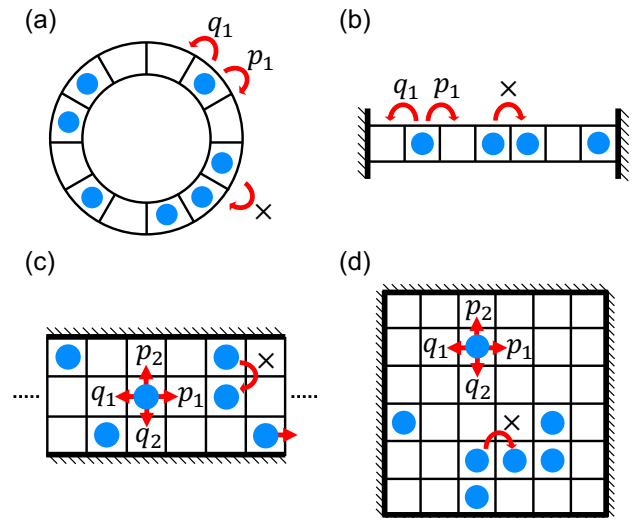 (a)
q₁
p₁
×
(b)
q₁ p₁ ×
(c)
p₂ ×
..... q₁ p₁ .....
q₂
(d)
p₂
q₁ p₁
q₂
×